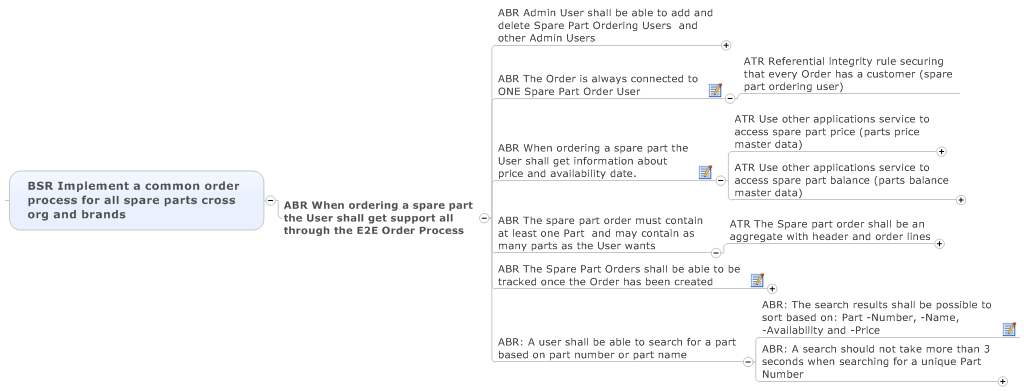 BSR Implement a common order
process for all spare parts cross
org and brands
ABR When ordering a spare part
the User shall get support all
through the E2E Order Process
ABR Admin User shall be able to add and
delete Spare Part Ordering Users and
other Admin Users
ABR The Order is always connected to
ONE Spare Part Order User
ATR Referential integrity rule securing
that every Order has a customer (spare
part ordering user)
ABR When ordering a spare part the
User shall get information about
price and availability date.
ATR Use other applications service to
access spare part price (parts price
master data)
ATR Use other applications service to
access spare part balance (parts balance
master data)
ABR The spare part order must contain
at least one Part and may contain as
many parts as the User wants
ATR The Spare part order shall be an
aggregate with header and order lines
ABR The Spare Part Orders shall be able to be
tracked once the Order has been created
ABR: A user shall be able to search for a part
based on part number or part name
ABR: The search results shall be possible to
sort based on: Part -Number, -Name,
-Availability and -Price
ABR: A search should not take more than 3
seconds when searching for a unique Part
Number